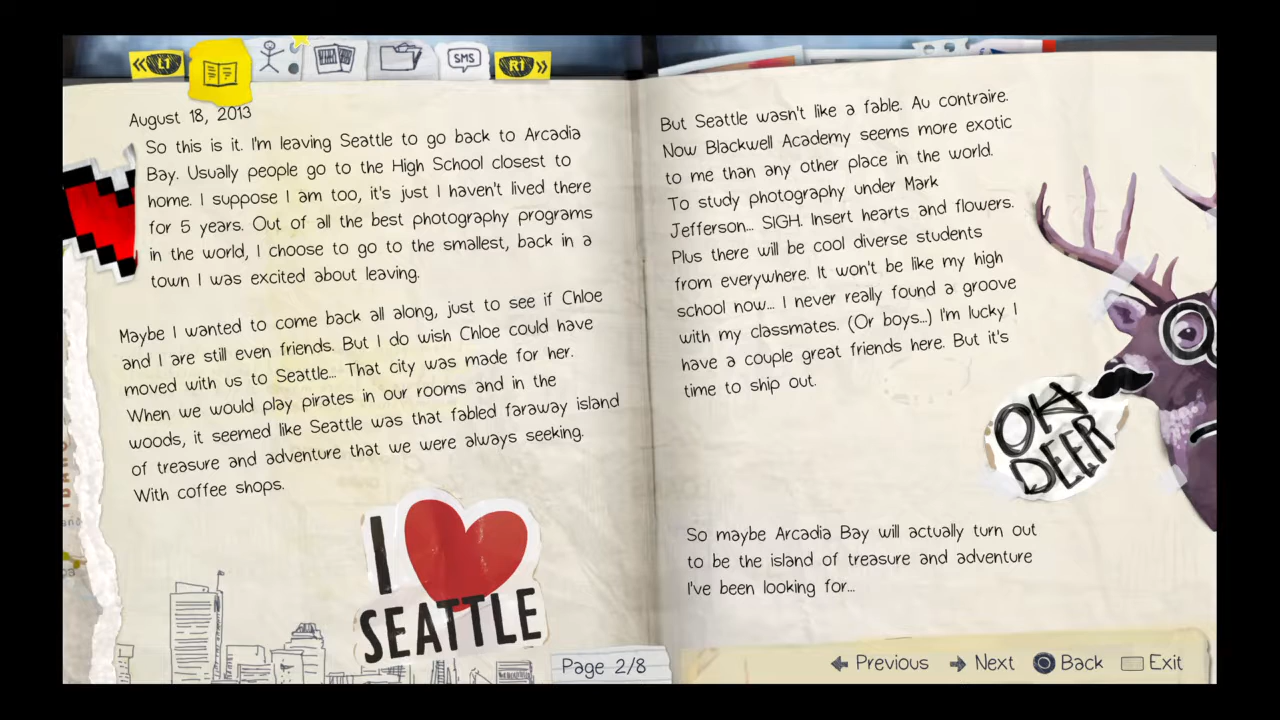 LT
SMS
RT
August 18, 2013
So this is it. I'm leaving Seattle to go back to Arcadia
Bay. Usually people go to the High School closest to
home. I suppose I am too, it's just I haven't lived there
for 5 years. Out of all the best photography programs
in the world, I choose to go to the smallest, back in a
town I was excited about leaving.
Maybe I wanted to come back all along, just to see if Chloe
and I are still even friends. But I do wish Chloe could have
moved with us to Seattle... That city was made for her.
When we would play pirates in our rooms and in the
woods, it seemed like Seattle was that fabled faraway island
of treasure and adventure that we were always seeking.
With coffee shops.
I
SEATTLE
Page 2/8
But Seattle wasn't like a fable. Au contraire.
Now Blackwell Academy seems more exotic
to me than any other place in the world.
To study photography under Mark
Jefferson... SIGH. Insert hearts and flowers.
Plus there will be cool diverse students
from everywhere. It won't be like my high
school now... I never really found a groove
with my classmates. (Or boys...) I'm lucky I
have a couple great friends here. But it's
time to ship out.
OH
DEER
So maybe Arcadia Bay will actually turn out
to be the island of treasure and adventure
I've been looking for...
Previous Next Back Exit